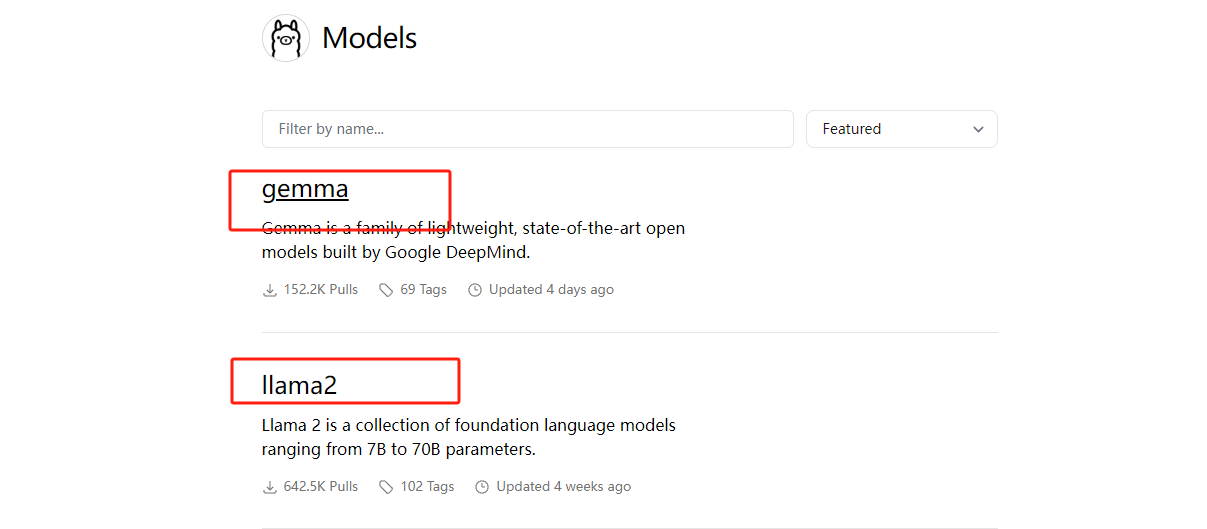 Models
Filter by name...
Featured
gemma
Gemma is a family of lightweight, state-of-the-art open
models built by Google DeepMind.
152.2K Pulls 69 Tags Updated 4 days ago
llama2
Llama 2 is a collection of foundation language models
ranging from 7B to 70B parameters.
642.5K Pulls 102 Tags Updated 4 weeks ago